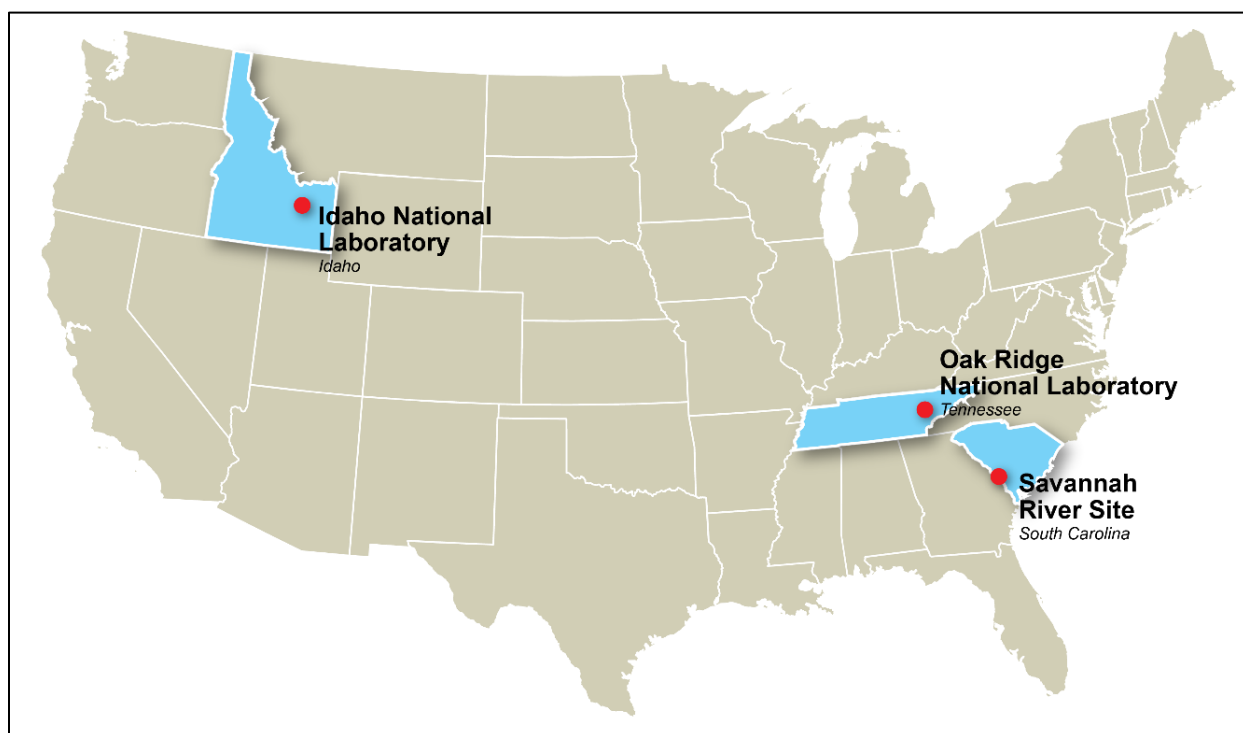 Idaho National
Laboratory
Idaho
Oak Ridge
National Laboratory
Tennessee
Savannah
River Site
South Carolina